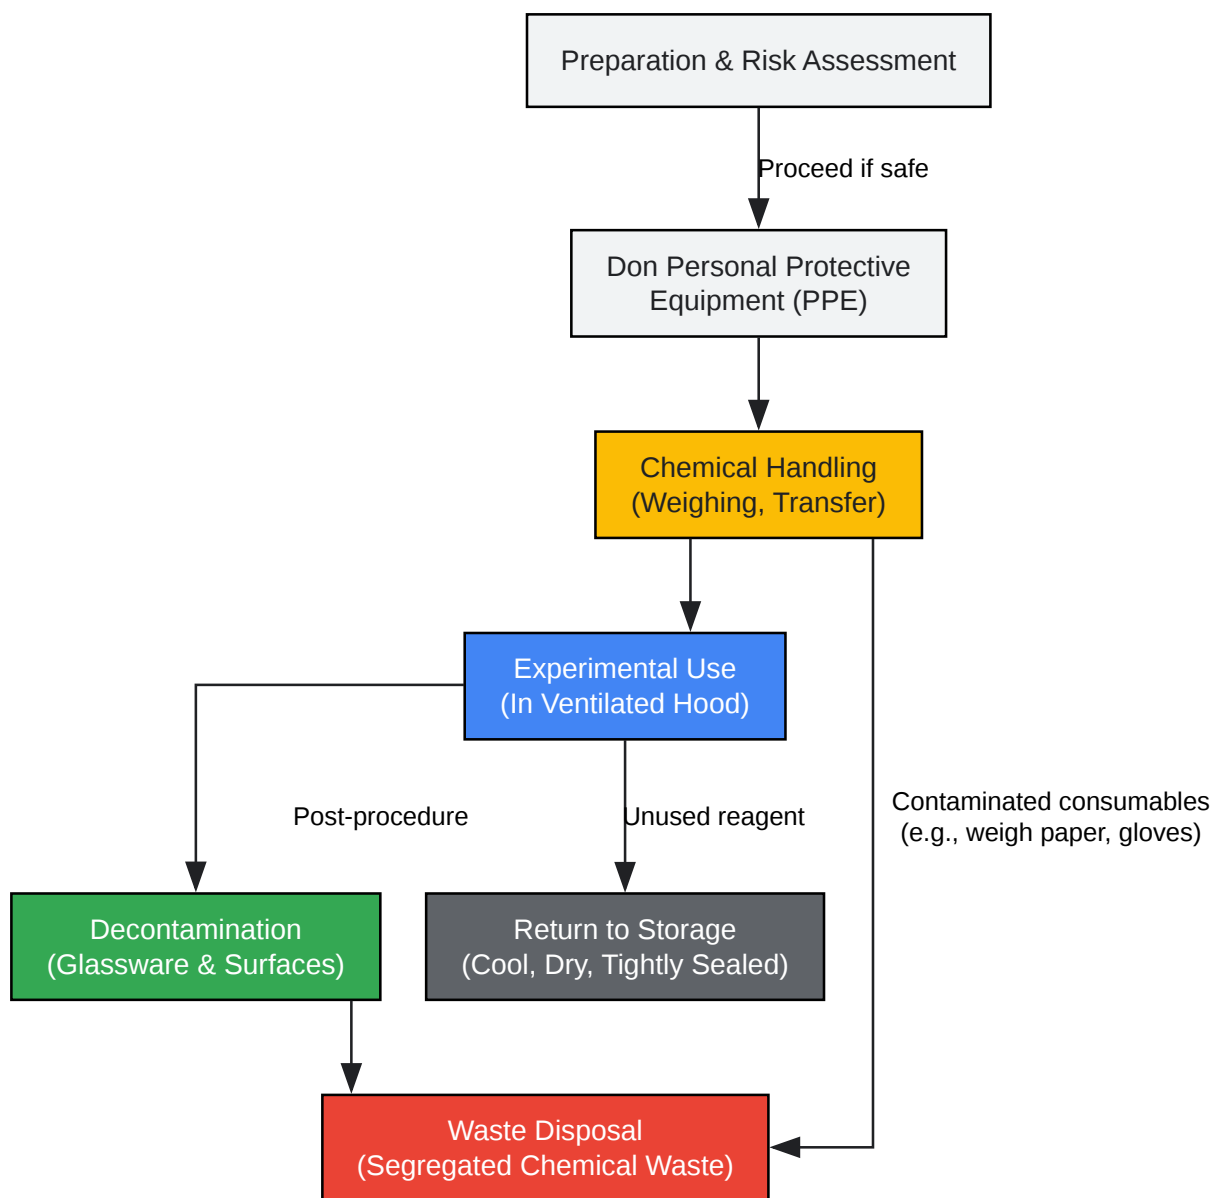 Preparation & Risk Assessment
Proceed if safe
Don Personal Protective
Equipment (PPE)
Chemical Handling
(Weighing, Transfer)
Experimental Use
(In Ventilated Hood)
Post-procedure
Unused reagent
Contaminated consumables
(e.g., weigh paper, gloves)
Decontamination
(Glassware & Surfaces)
Return to Storage
(Cool, Dry, Tightly Sealed)
Waste Disposal
(Segregated Chemical Waste)